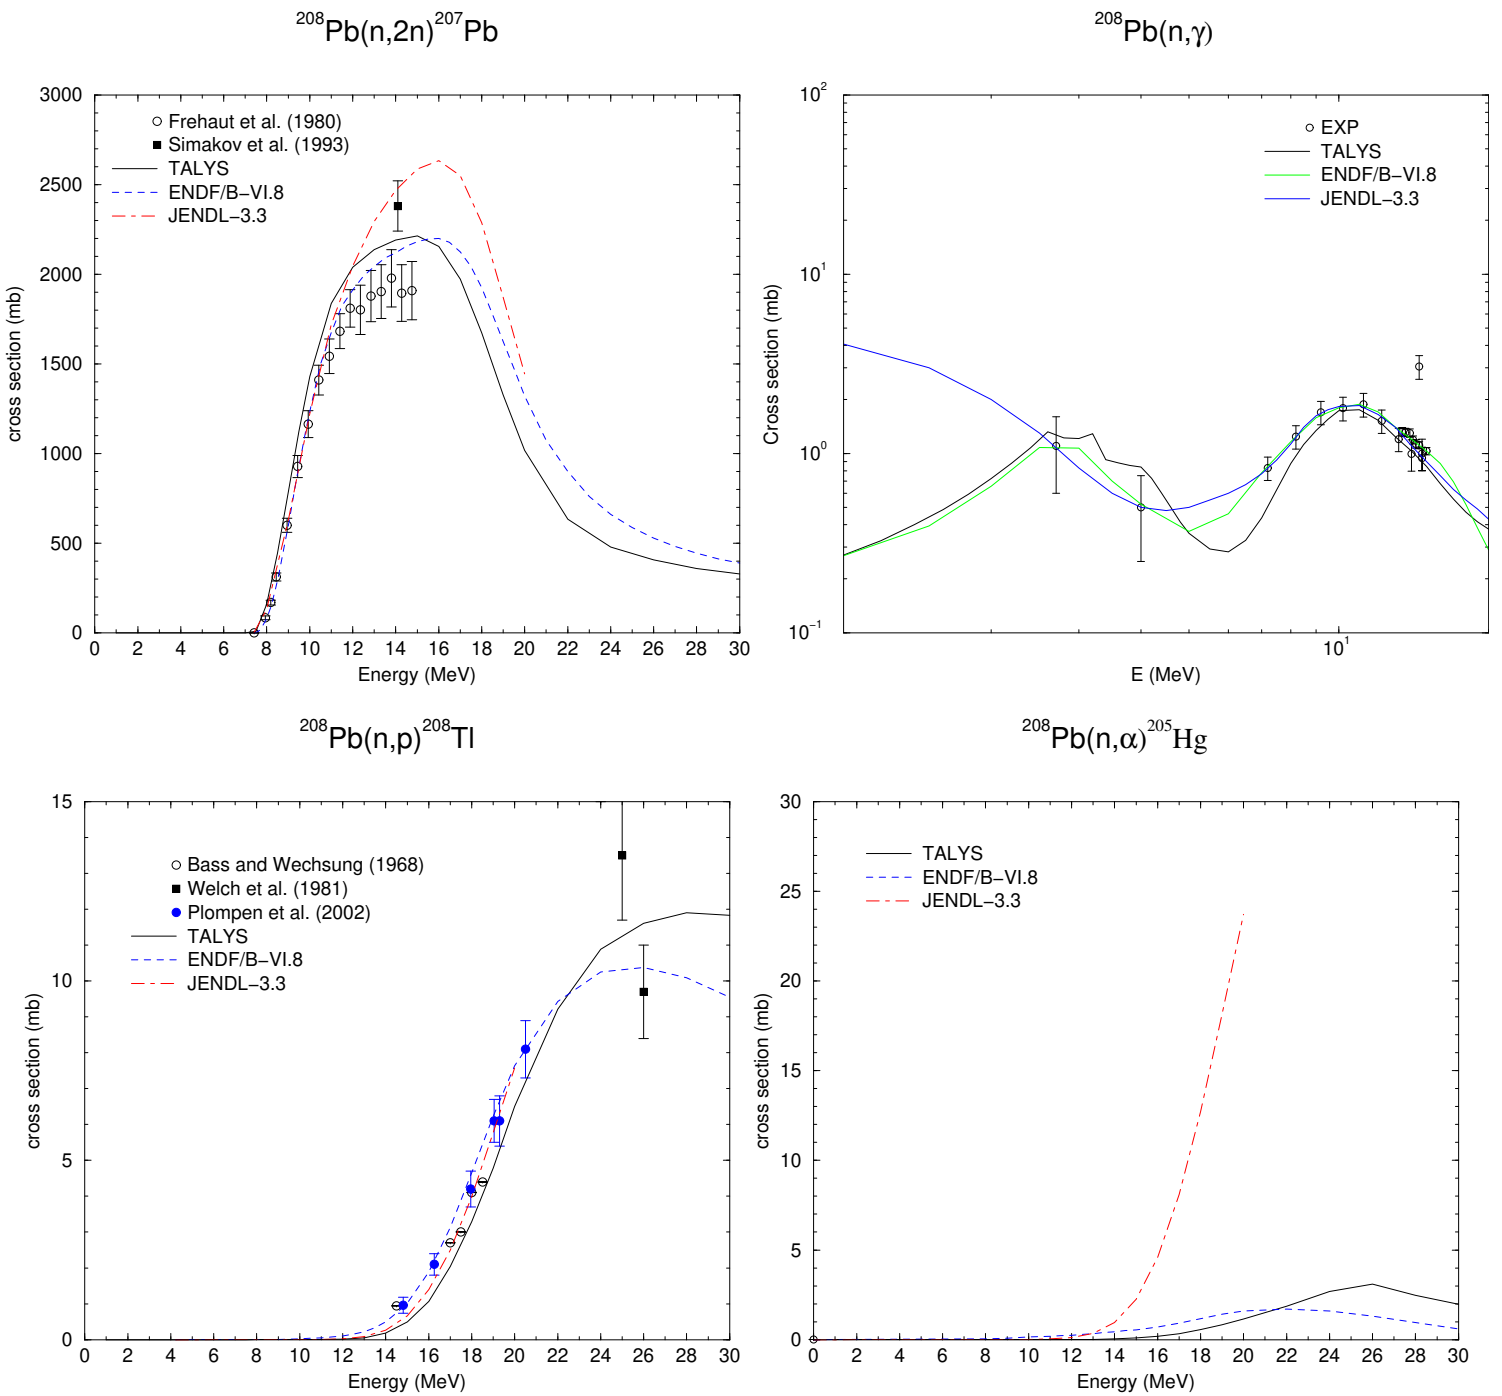 ²⁰⁸Pb(n,2n)²⁰⁷Pb
3000
2500
2000
1500
1000
500
0
cross section (mb)
Frehaut et al. (1980)
Simakov et al. (1993)
TALYS
ENDF/B−VI.8
JENDL−3.3
0 2 4 6 8 10 12 14 16 18 20 22 24 26 28 30
Energy (MeV)
²⁰⁸Pb(n,γ)
10²
10¹
10⁰
10⁻¹
Cross section (mb)
EXP
TALYS
ENDF/B−VI.8
JENDL−3.3
10¹
E (MeV)
²⁰⁸Pb(n,p)²⁰⁸Tl
15
10
5
0
cross section (mb)
Bass and Wechsung (1968)
Welch et al. (1981)
Plompen et al. (2002)
TALYS
ENDF/B−VI.8
JENDL−3.3
0 2 4 6 8 10 12 14 16 18 20 22 24 26 28 30
Energy (MeV)
²⁰⁸Pb(n,α)²⁰⁵Hg
30
25
20
15
10
5
0
cross section (mb)
TALYS
ENDF/B−VI.8
JENDL−3.3
0 2 4 6 8 10 12 14 16 18 20 22 24 26 28 30
Energy (MeV)